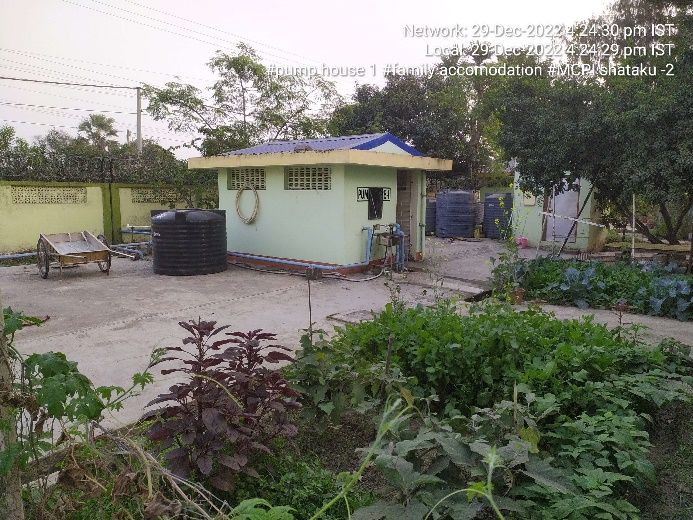 Network: 29-Dec-2022 4:24:30 pm IST
Local: 29-Dec-2022 4:24:29 pm IST
#pump house 1 #family accomodation #MCPI shataku -2